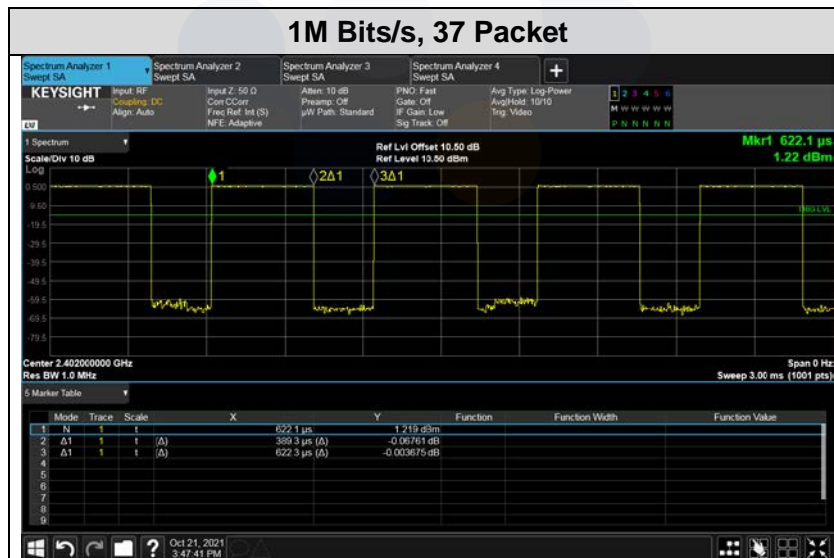 1M Bits/s, 37 Packet
Spectrum Analyzer 1
Swept SA
Spectrum Analyzer 2
Swept SA
Spectrum Analyzer 3
Swept SA
Spectrum Analyzer 4
Swept SA
+
KEYSIGHT
Input: RF
Coupling: DC
Align: Auto
Input Z: 50 Ω
Corr CCorr
Freq Ref: Int (S)
NFE: Adaptive
Atten: 10 dB
Preamp: Off
µW Path: Standard
PNO: Fast
Gate: Off
IF Gain: Low
Sig Track: Off
Avg Type: Log-Power
Avg|Hold: 10/10
Trig: Video
1 2 3 4 5 6
M W W W W W
P N N N N N
LXI
1 Spectrum
Scale/Div 10 dB
Ref Lvl Offset 10.50 dB
Ref Level 10.50 dBm
Mkr1 622.1 µs
1.22 dBm
Log
1
2Δ1
3Δ1
0.500
-9.50
TRIG LVL
-19.5
-29.5
-39.5
-49.5
-59.5
-69.5
-79.5
Center 2.402000000 GHz
Res BW 1.0 MHz
Span 0 Hz
Sweep 3.00 ms (1001 pts)
5 Marker Table
Mode Trace Scale X Y Function Function Width Function Value
1 N 1 t 622.1 µs 1.219 dBm
2 Δ1 1 t (Δ) 389.3 µs (Δ) -0.06761 dB
3 Δ1 1 t (Δ) 622.3 µs (Δ) -0.003675 dB
4
5
6
7
8
9
?
Oct 21, 2021
3:47:41 PM